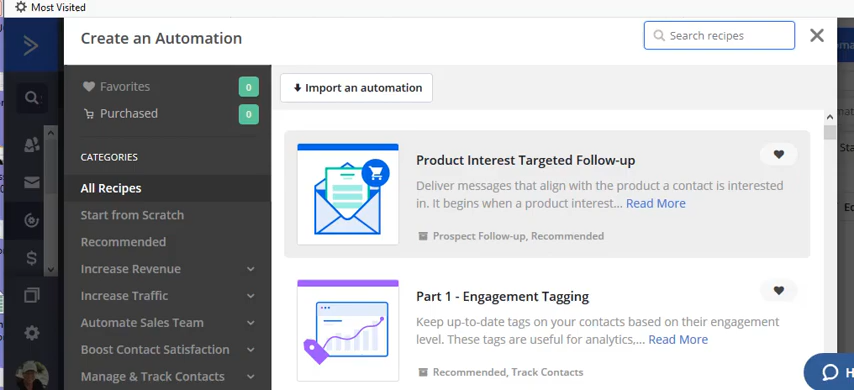 Most Visited
Create an Automation
Search recipes
Favorites
0
Purchased
0
CATEGORIES
All Recipes
Start from Scratch
Recommended
Increase Revenue
Increase Traffic
Automate Sales Team
Boost Contact Satisfaction
Manage & Track Contacts
Import an automation
Product Interest Targeted Follow-up
Deliver messages that align with the product a contact is interested
in. It begins when a product interest... Read More
Prospect Follow-up, Recommended
Part 1 - Engagement Tagging
Keep up-to-date tags on your contacts based on their engagement
level. These tags are useful for analytics,... Read More
Recommended, Track Contacts